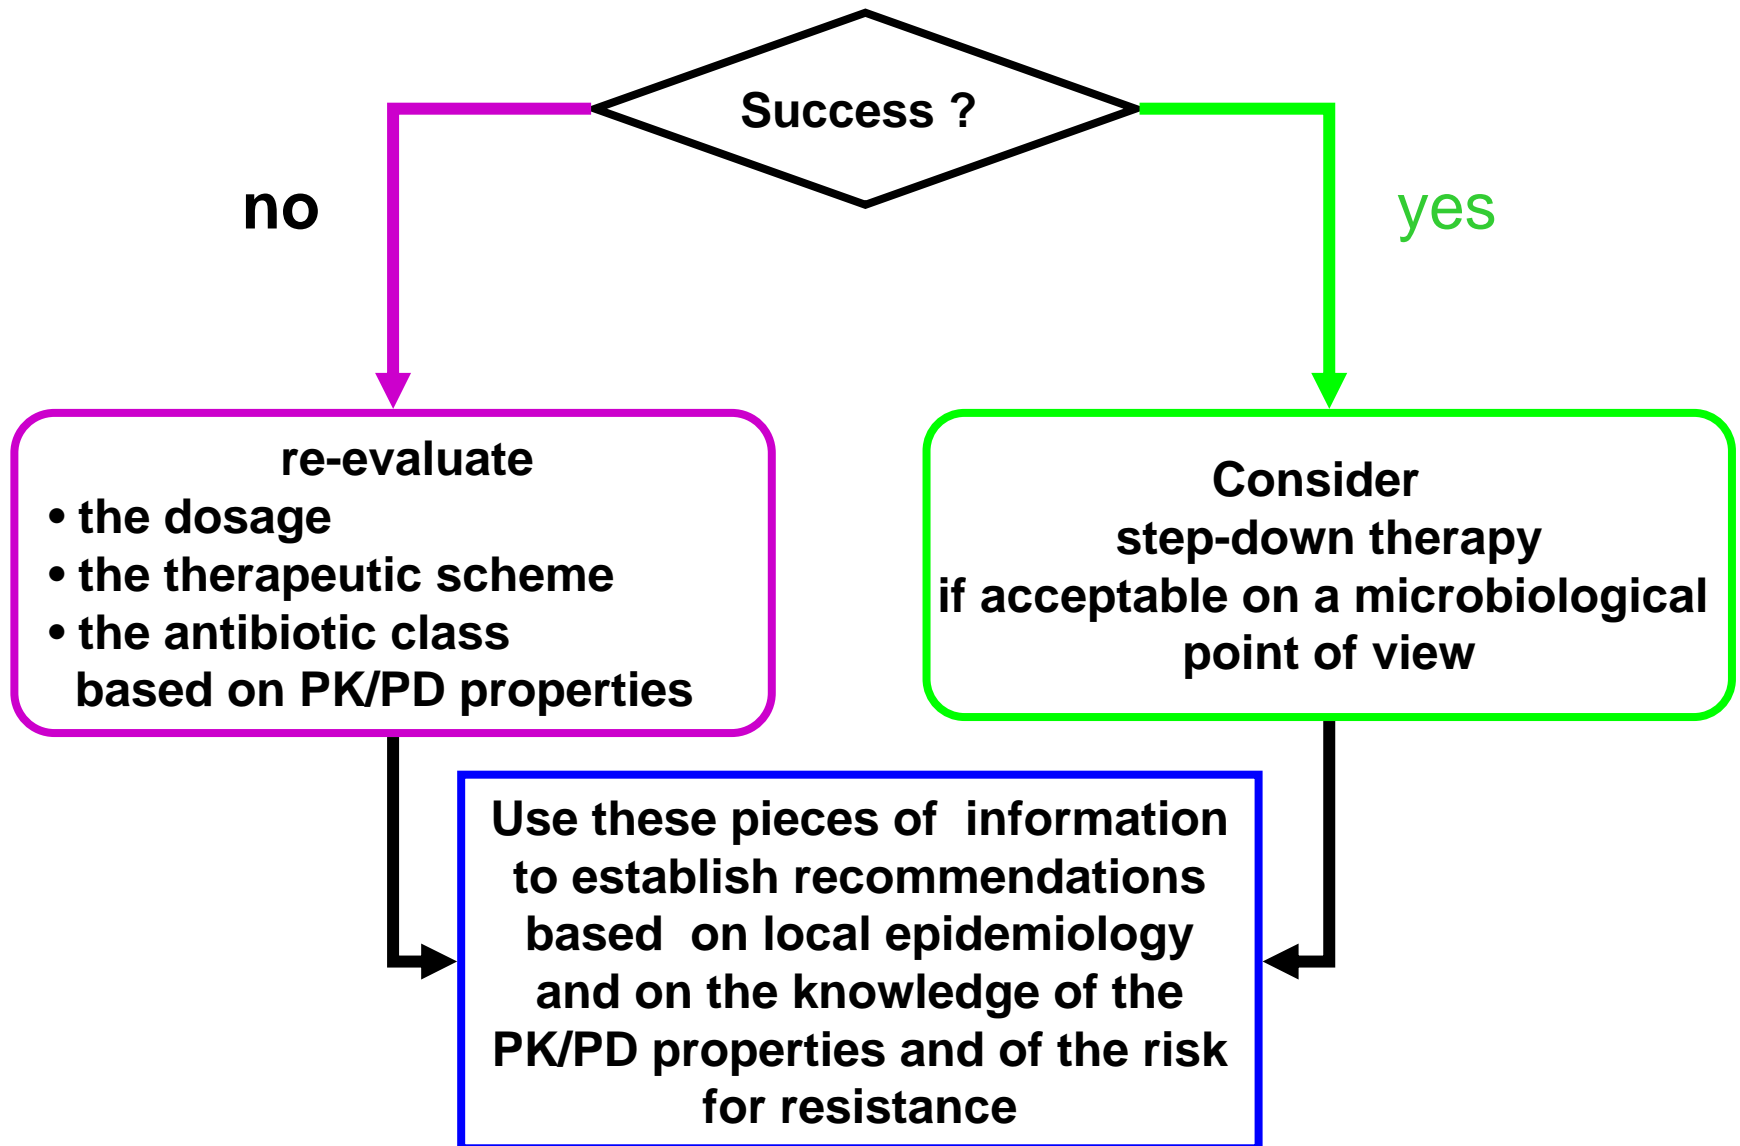 Success ?
no
yes
re-evaluate
• the dosage
• the therapeutic scheme
• the antibiotic class
based on PK/PD properties
Consider
step-down therapy
if acceptable on a microbiological
point of view
Use these pieces of  information
to establish recommendations
based  on local epidemiology
and on the knowledge of the
PK/PD properties and of the risk
for resistance